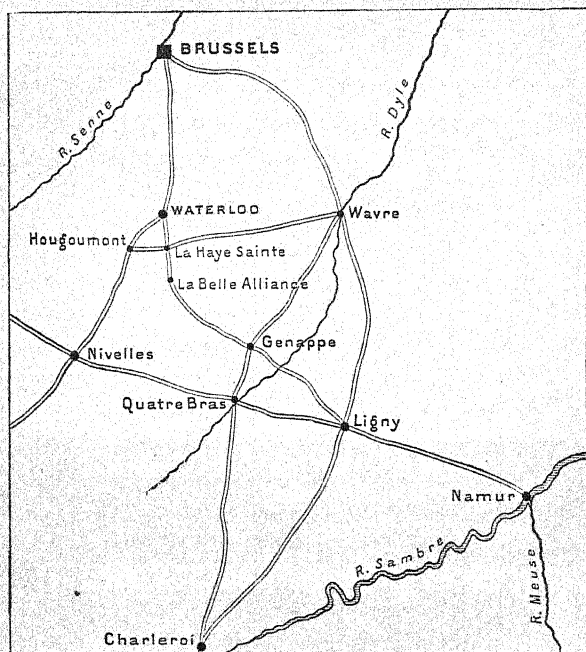 BRUSSELS
R. Senne
R. Dyle
WATERLOO
Wavre
Hougoumont
La Haye Sainte
La Belle Alliance
Genappe
Nivelles
Quatre Bras
Ligny
Namur
R. Sambre
R. Meuse
Charleroi